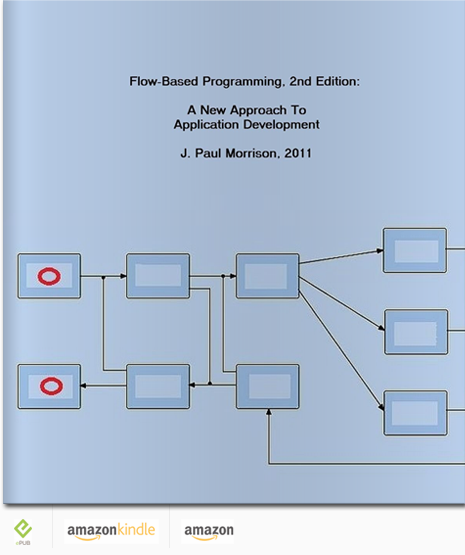 Flow-Based Programming, 2nd Edition:
A New Approach To
Application Development
J. Paul Morrison, 2011
ePUB
amazonkindle
amazon